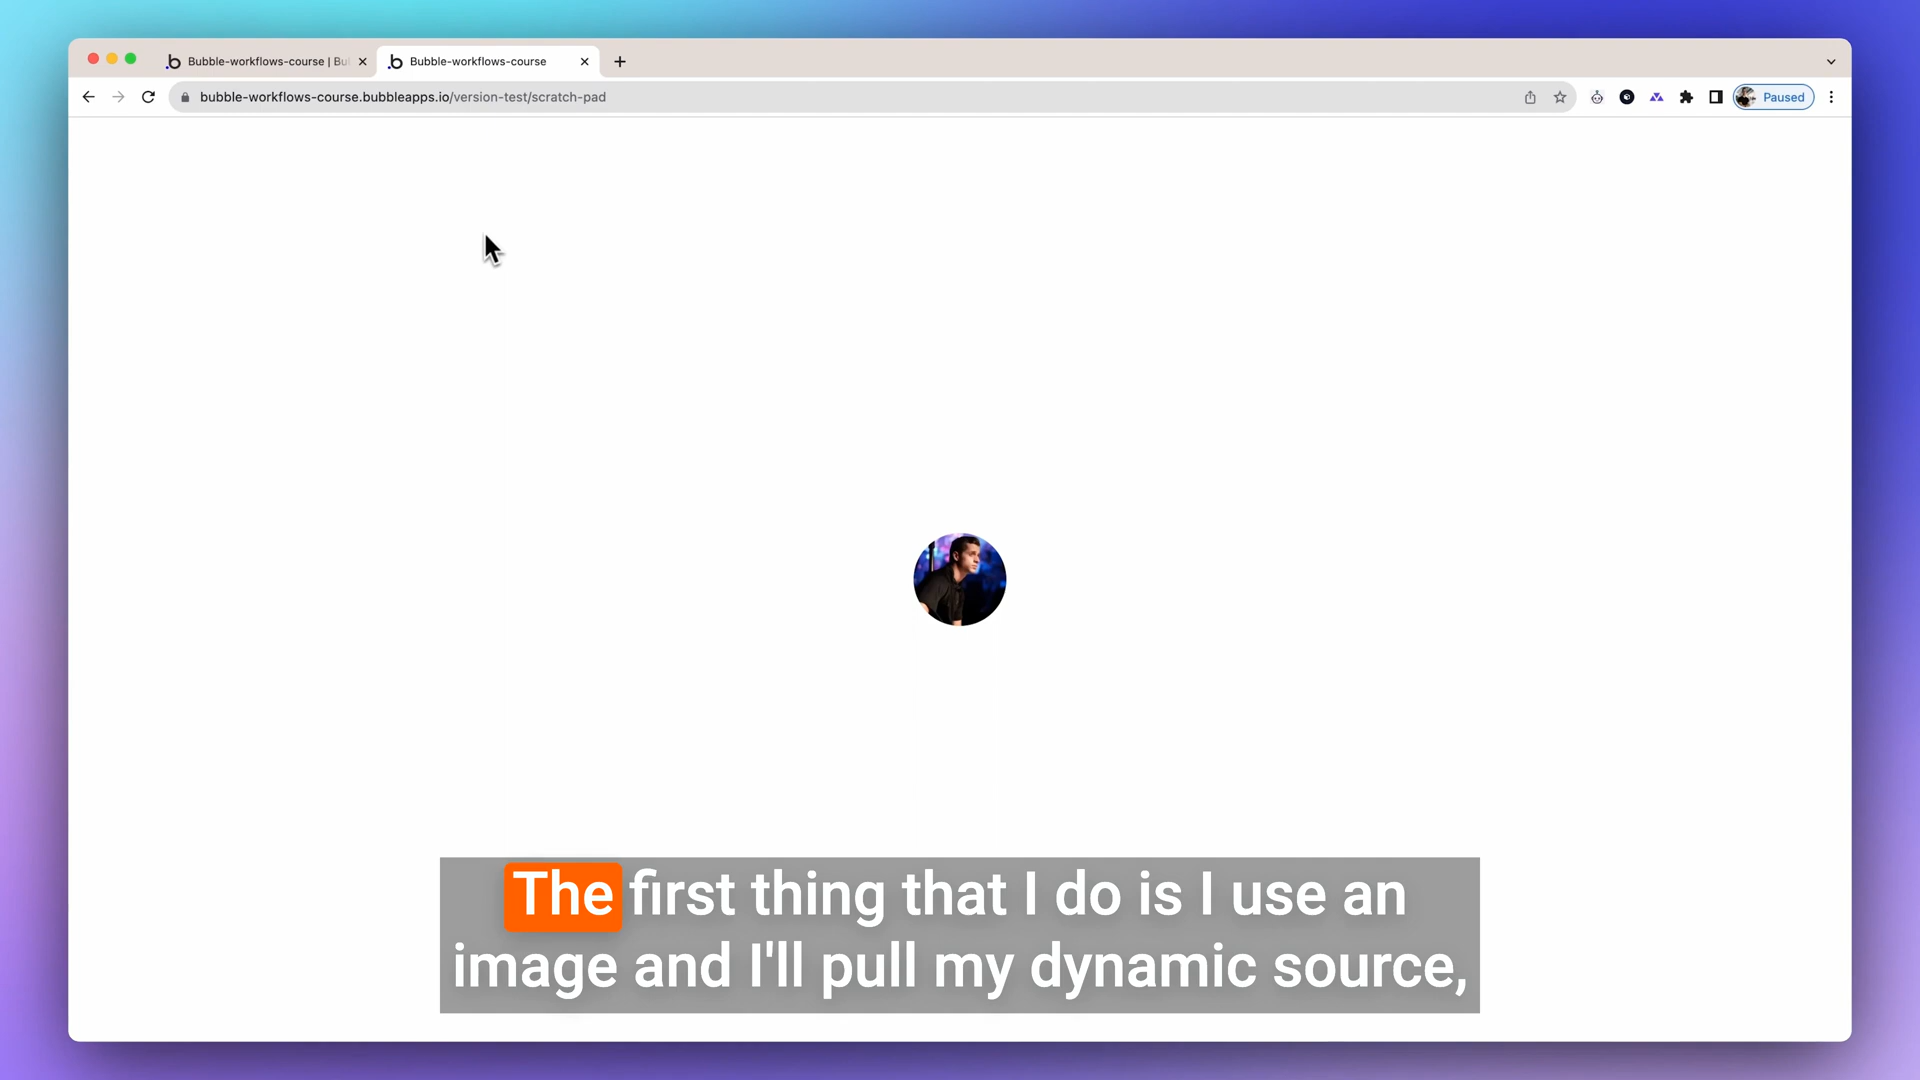 Bubble-workflows-course | Bu
Bubble-workflows-course
bubble-workflows-course.bubbleapps.io/version-test/scratch-pad
Paused
The first thing that I do is I use an
image and I'll pull my dynamic source,